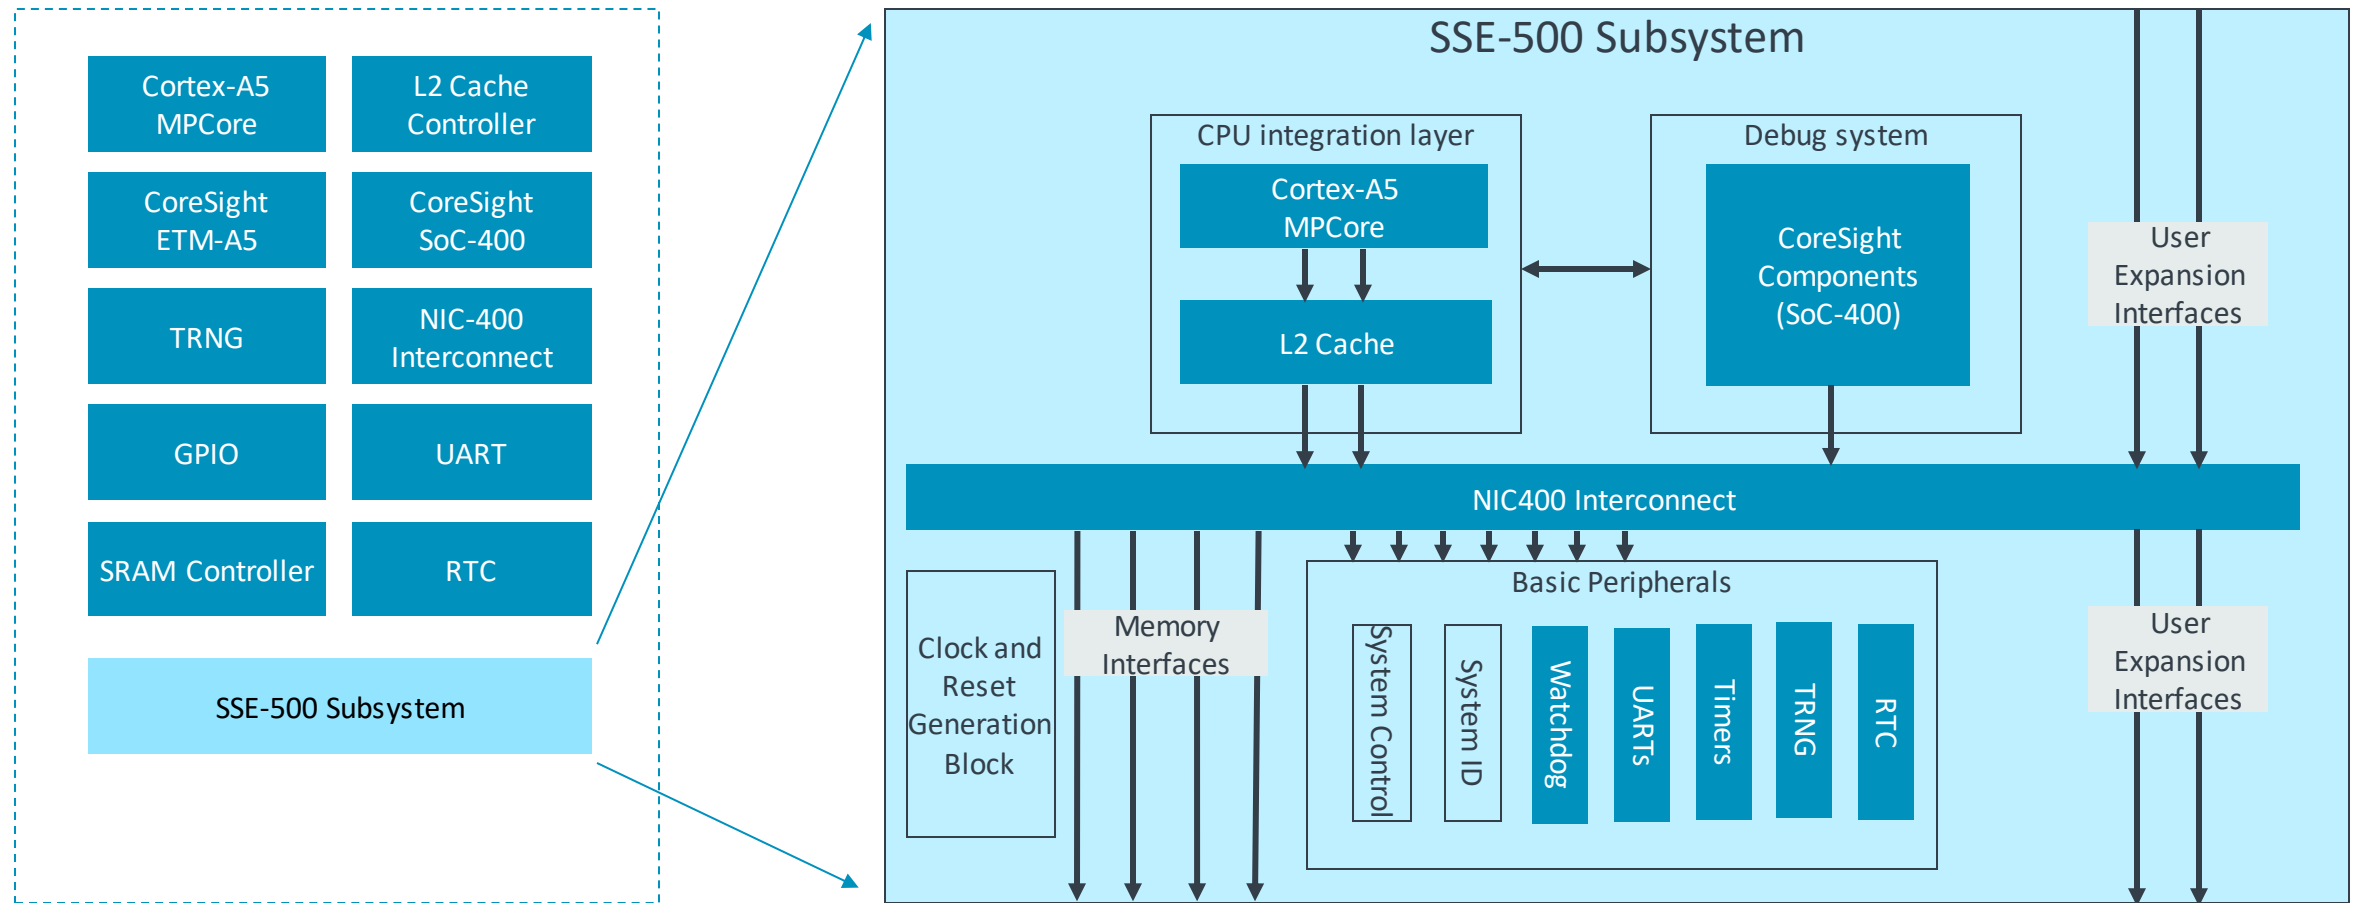 Cortex-A5
MPCore
L2 Cache
Controller
CoreSight
ETM-A5
CoreSight
SoC-400
TRNG
NIC-400
Interconnect
GPIO
UART
SRAM Controller
RTC
SSE-500 Subsystem
SSE-500 Subsystem
CPU integration layer
Cortex-A5
MPCore
L2 Cache
Debug system
CoreSight
Components
(SoC-400)
User
Expansion
Interfaces
NIC400 Interconnect
Clock and
Reset
Generation
Block
Memory
Interfaces
Basic Peripherals
System Control
System ID
Watchdog
UARTs
Timers
TRNG
RTC
User
Expansion
Interfaces